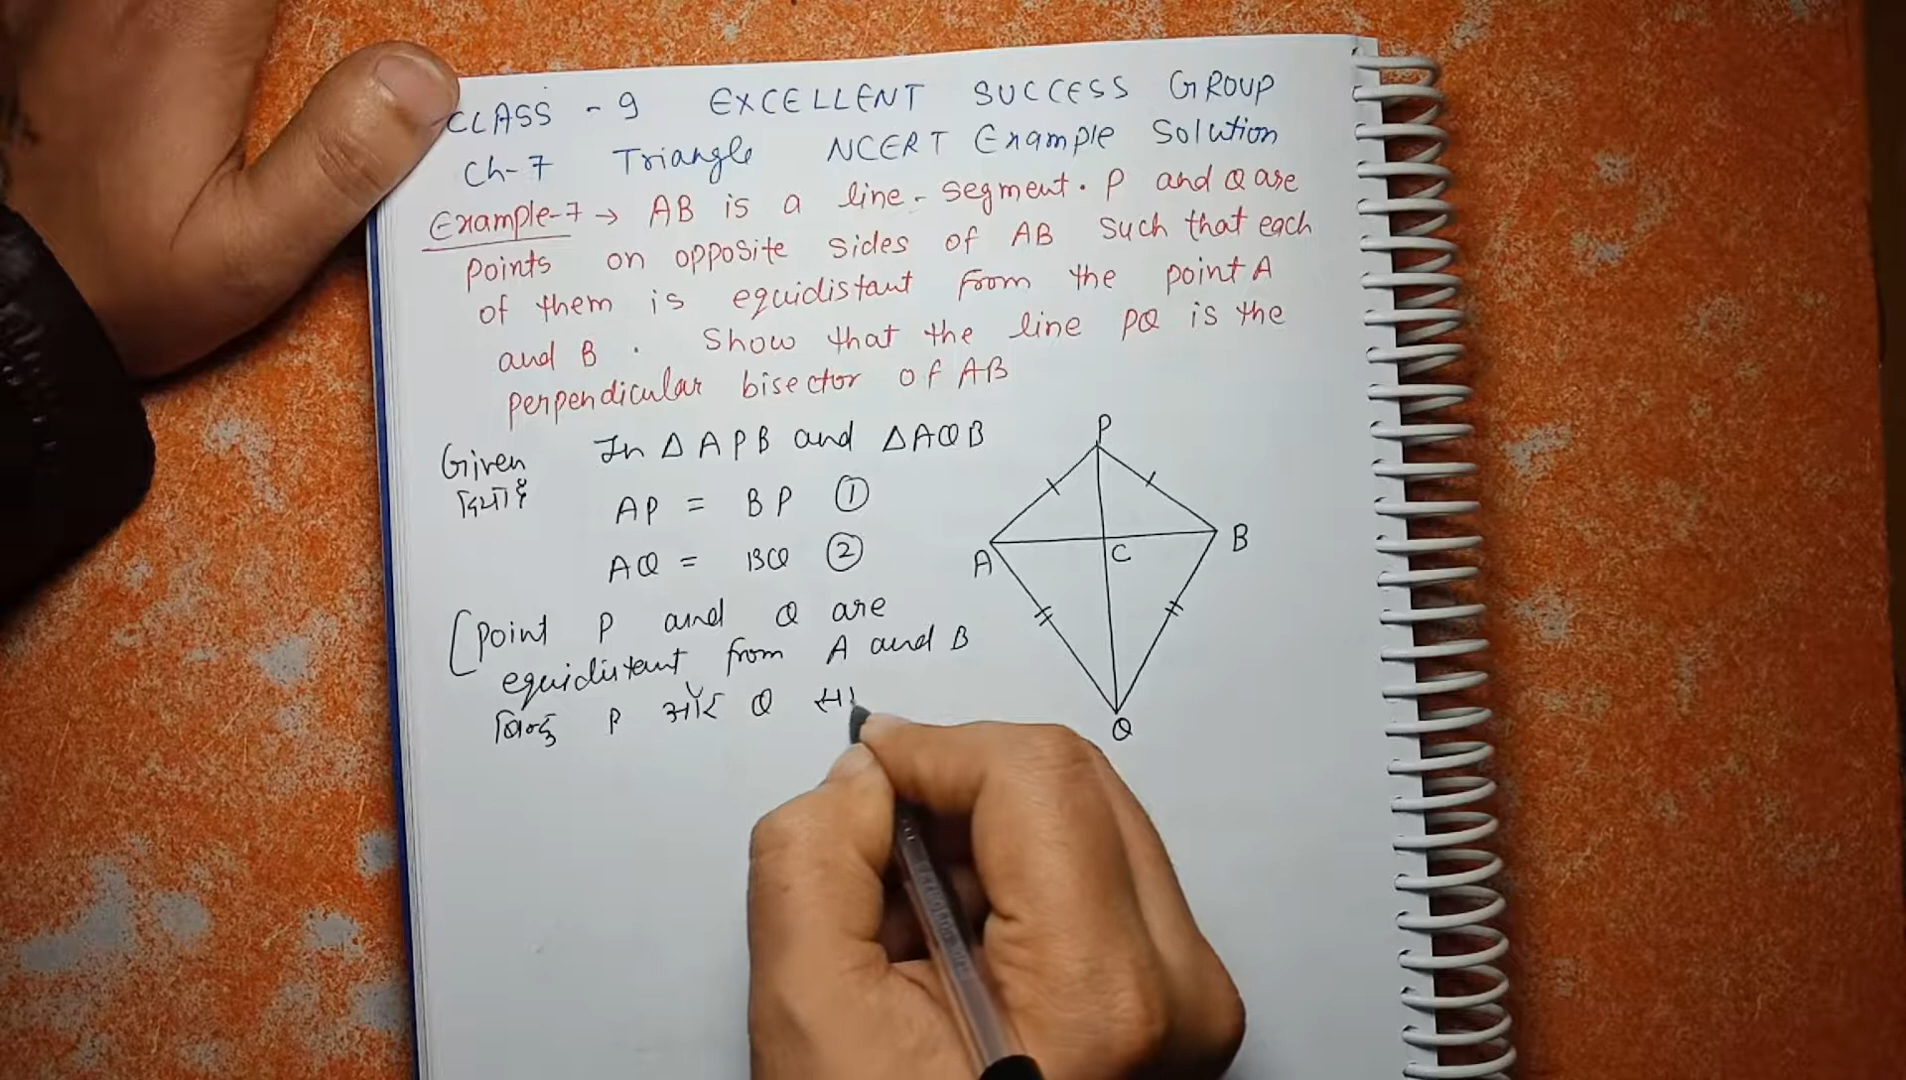 CLASS - 9 EXCELLENT SUCCESS GROUP
Ch-7 Triangle NCERT Example Solution
Example-7 → AB is a line-segment. P and Q are
points on opposite sides of AB such that each
of them is equidistant from the point A
and B. Show that the line PQ is the
perpendicular bisector of AB
Given In △APB and △AQB
दिया है
AP = BP ①
AQ = BQ ②
[Point P and Q are
equidistant from A and B
बिन्दु P और Q
P
A
B
C
Q